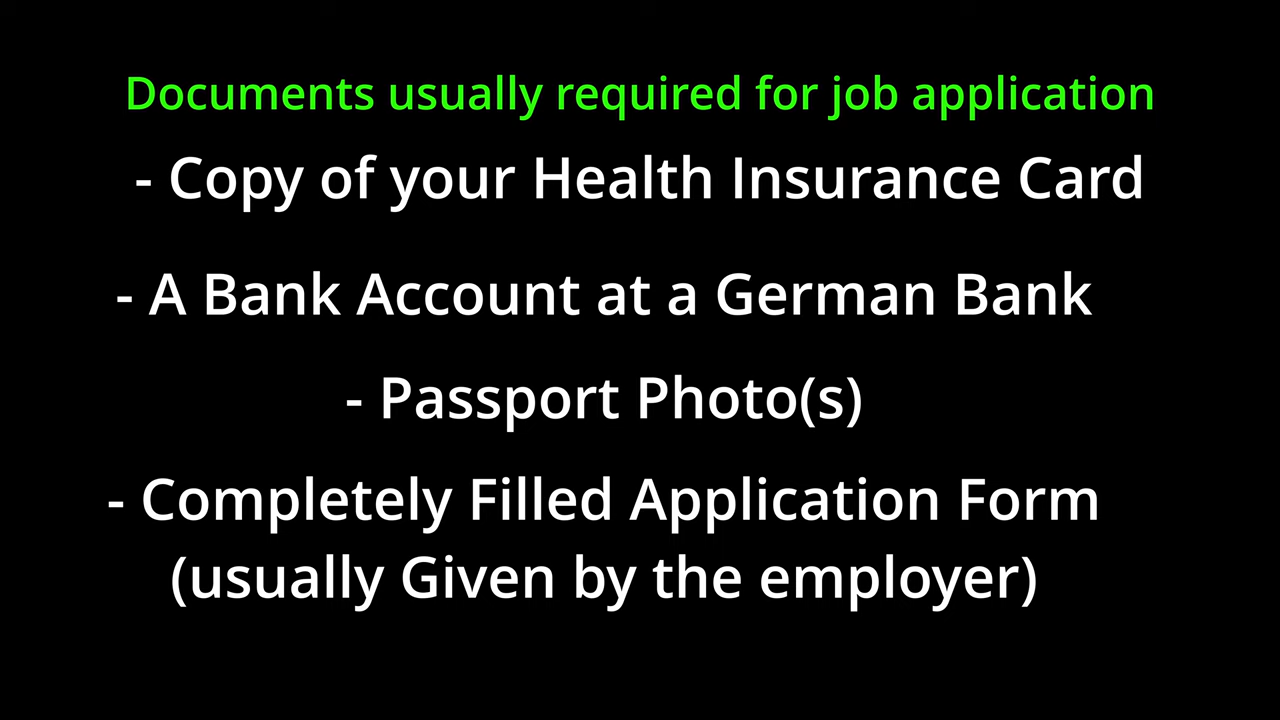 Documents usually required for job application
- Copy of your Health Insurance Card
- A Bank Account at a German Bank
- Passport Photo(s)
- Completely Filled Application Form
(usually Given by the employer)